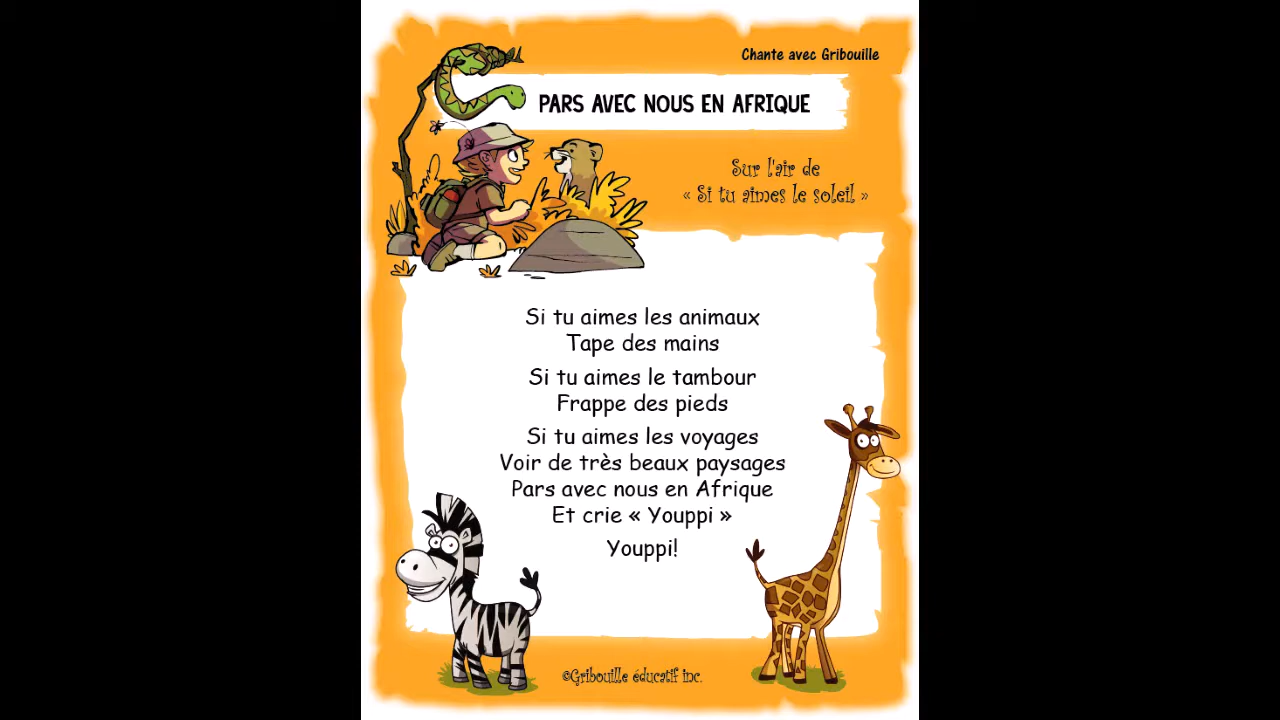 Chante avec Gribouille
PARS AVEC NOUS EN AFRIQUE
Sur l'air de
« Si tu aimes le soleil »
Si tu aimes les animaux
Tape des mains
Si tu aimes le tambour
Frappe des pieds
Si tu aimes les voyages
Voir de très beaux paysages
Pars avec nous en Afrique
Et crie « Youppi »
Youppi!
©Gribouille éducatif inc.